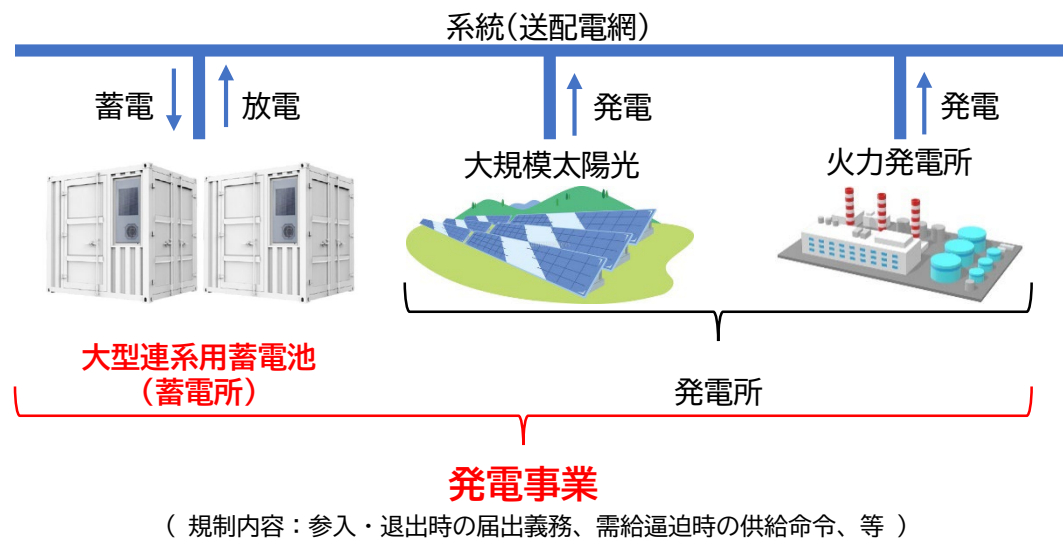 系統(送配電網)
蓄電
放電
発電
発電
大規模太陽光
火力発電所
大型連系用蓄電池
(蓄電所)
発電所
発電事業
( 規制内容：参入・退出時の届出義務、需給逼迫時の供給命令、等 )